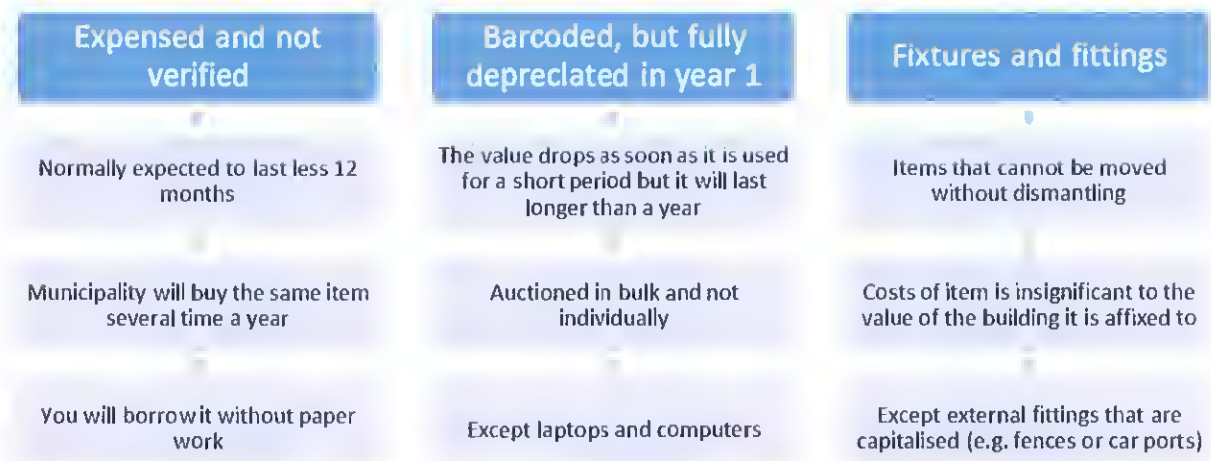 Expensed and not
verified
Normally expected to last less 12
months
Municipality will buy the same item
several time a year
You will borrow it without paper
work
Barcoded, but fully
depreciated in year 1
The value drops as soon as it is used
for a short period but it will last
longer than a year
Auctioned in bulk and not
individually
Except laptops and computers
Fixtures and fittings
Items that cannot be moved
without dismantling
Costs of item is insignificant to the
value of the building it is affixed to
Except external fittings that are
capitalised (e.g. fences or car ports)